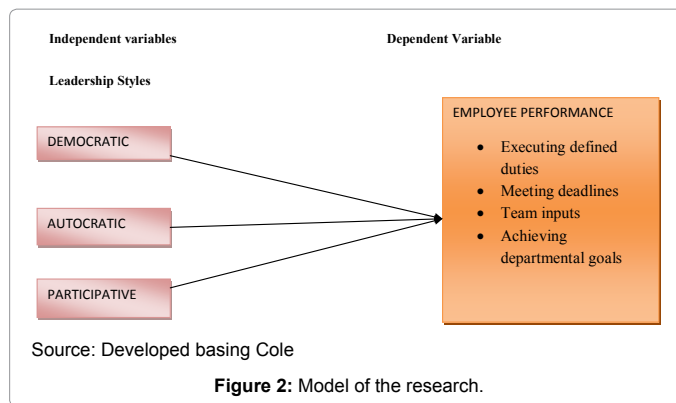 Independent variables
Dependent Variable
Leadership Styles
DEMOCRATIC
AUTOCRATIC
PARTICIPATIVE
EMPLOYEE PERFORMANCE
• Executing defined
duties
• Meeting deadlines
• Team inputs
• Achieving
departmental goals
Source: Developed basing Cole
Figure 2: Model of the research.